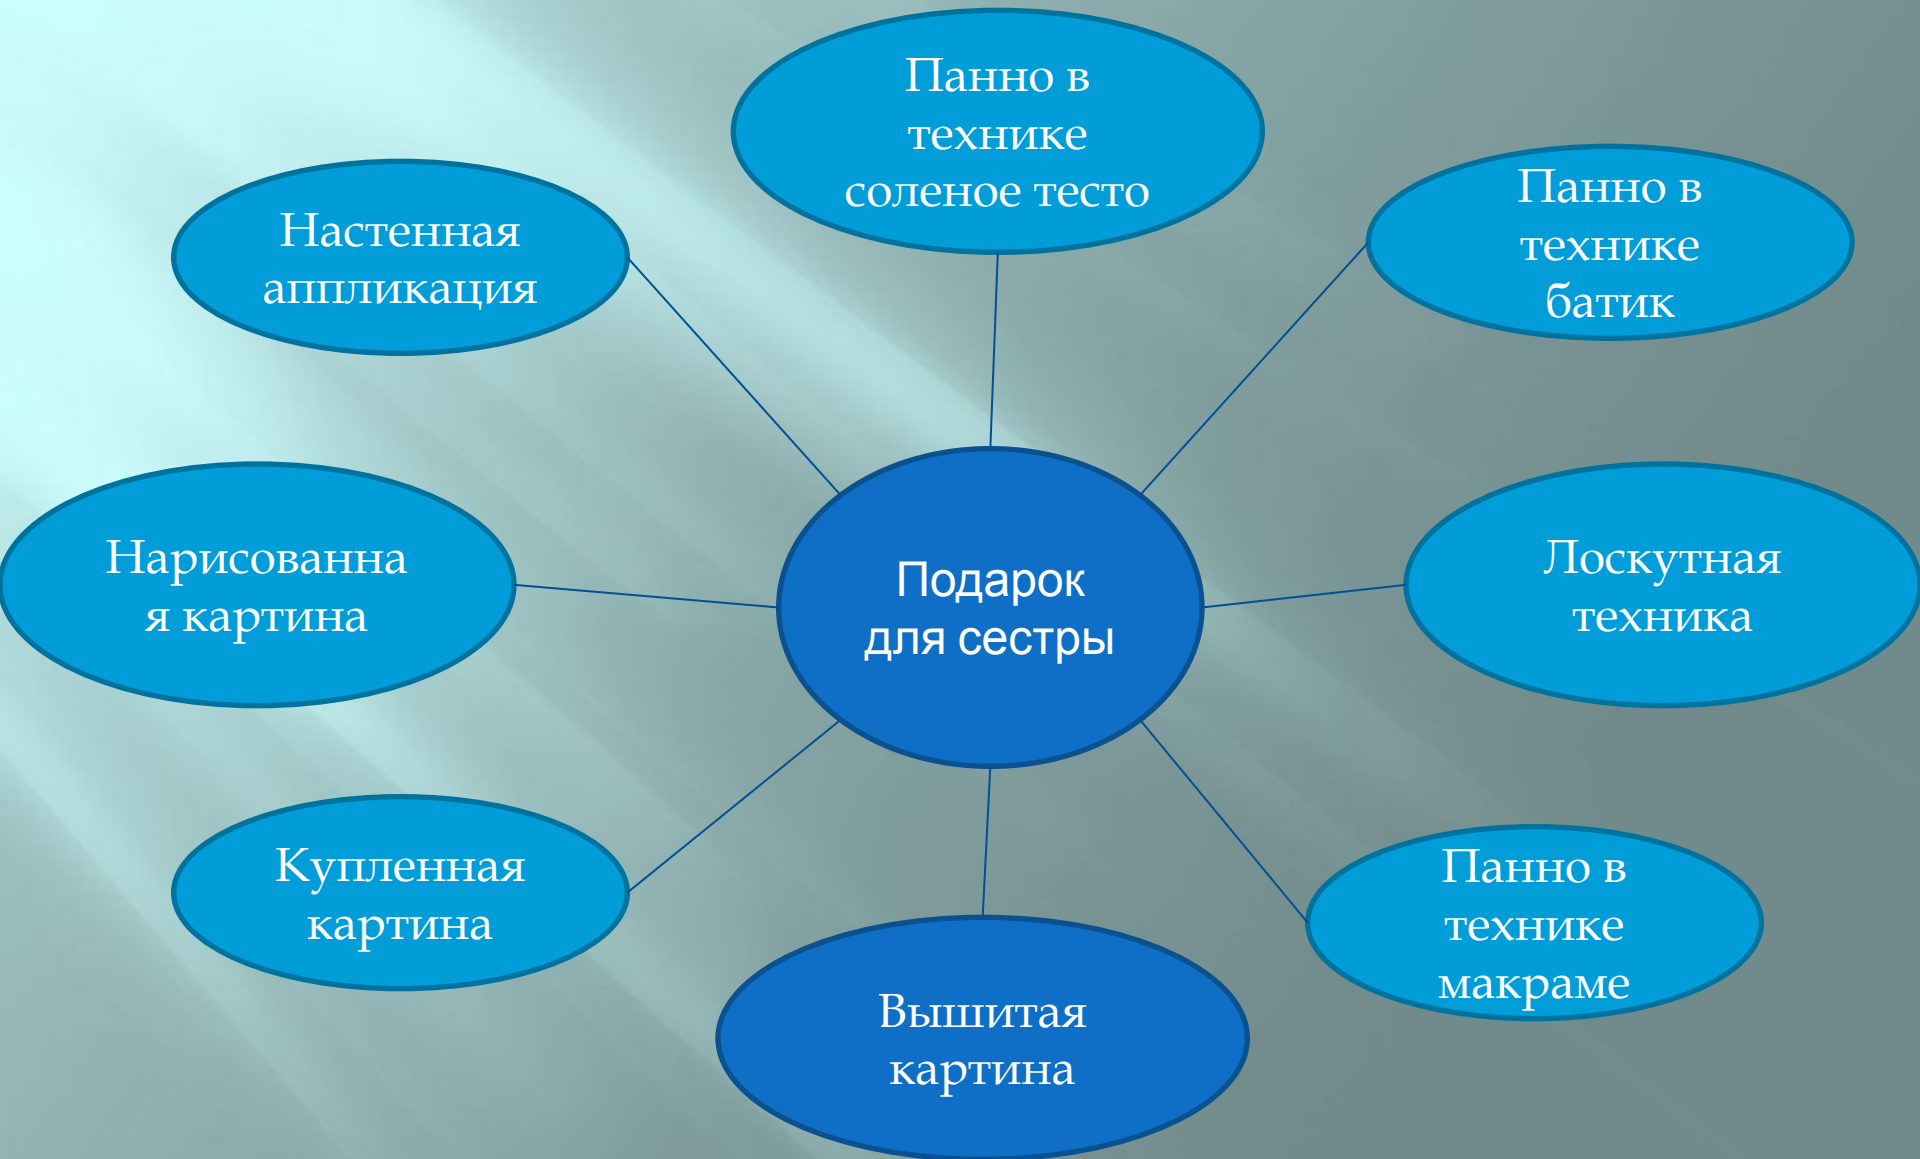 Панно в
технике
соленое тесто
Настенная
аппликация
Панно в
технике
батик
Нарисованна
я картина
Подарок
для сестры
Лоскутная
техника
Купленная
картина
Панно в
технике
макраме
Вышитая
картина